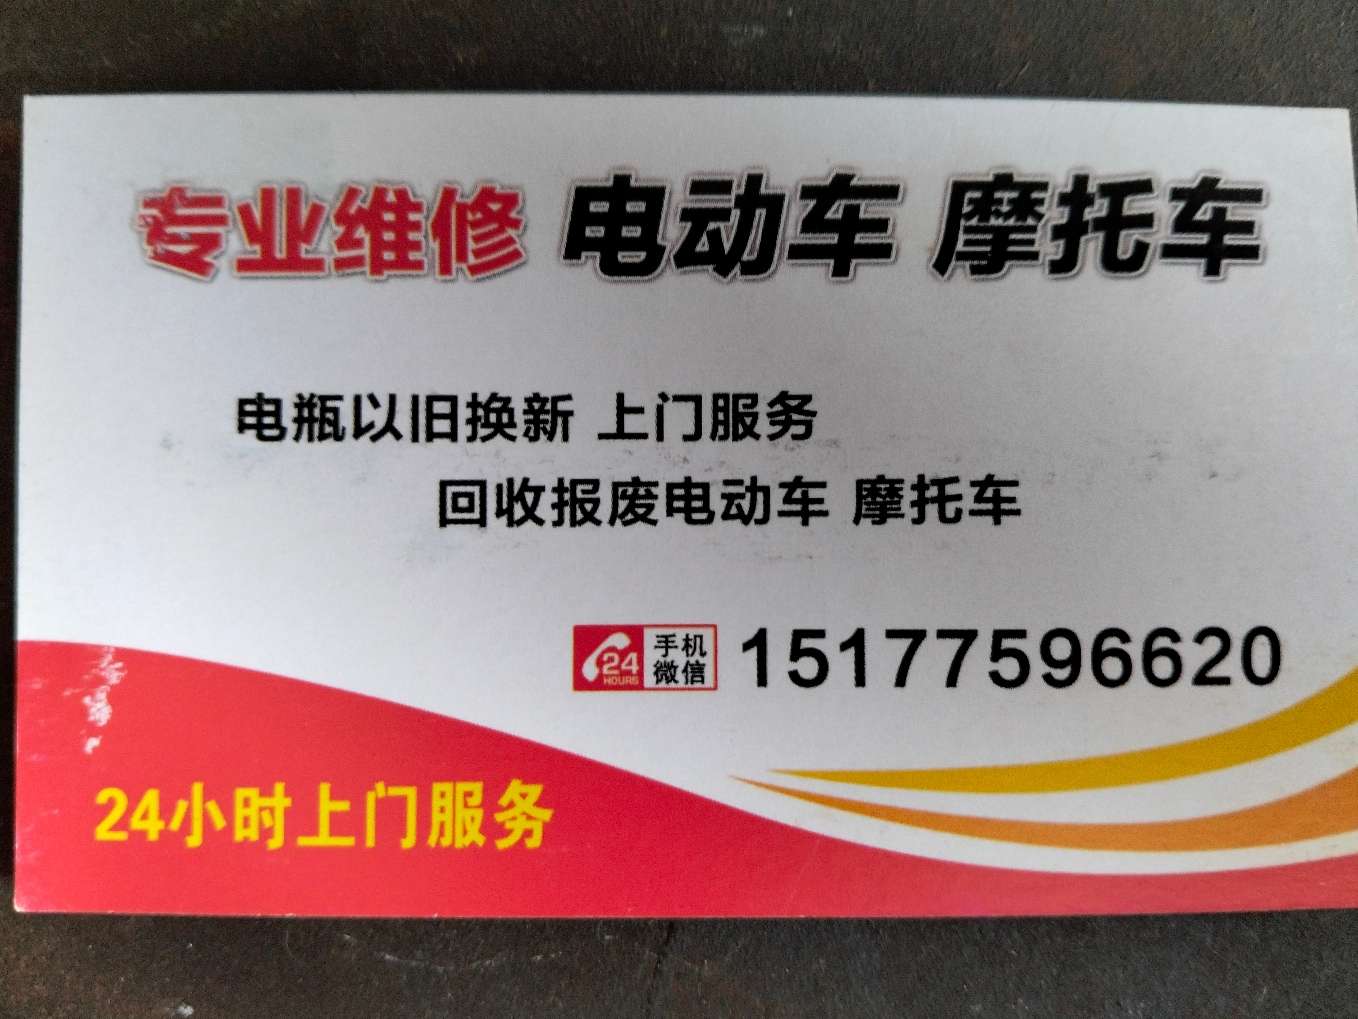 专业维修 电动车 摩托车
电瓶以旧换新 上门服务
回收报废电动车 摩托车
24 HOURS 手机 微信 15177596620
24小时上门服务